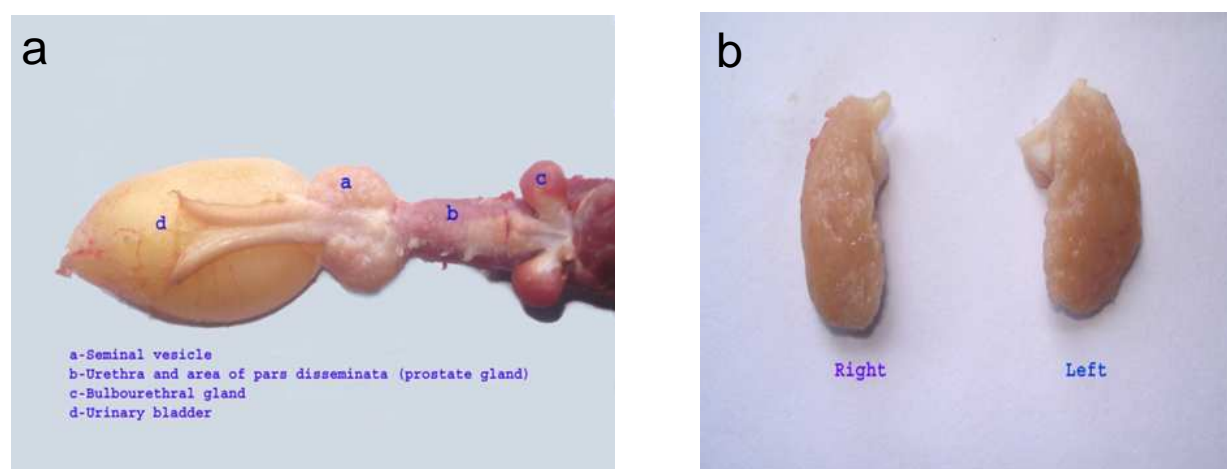 a
a
b
c
d
a-Seminal vesicle
b-Urethra and area of pars disseminata (prostate gland)
c-Bulbourethral gland
d-Urinary bladder
b
Right
Left